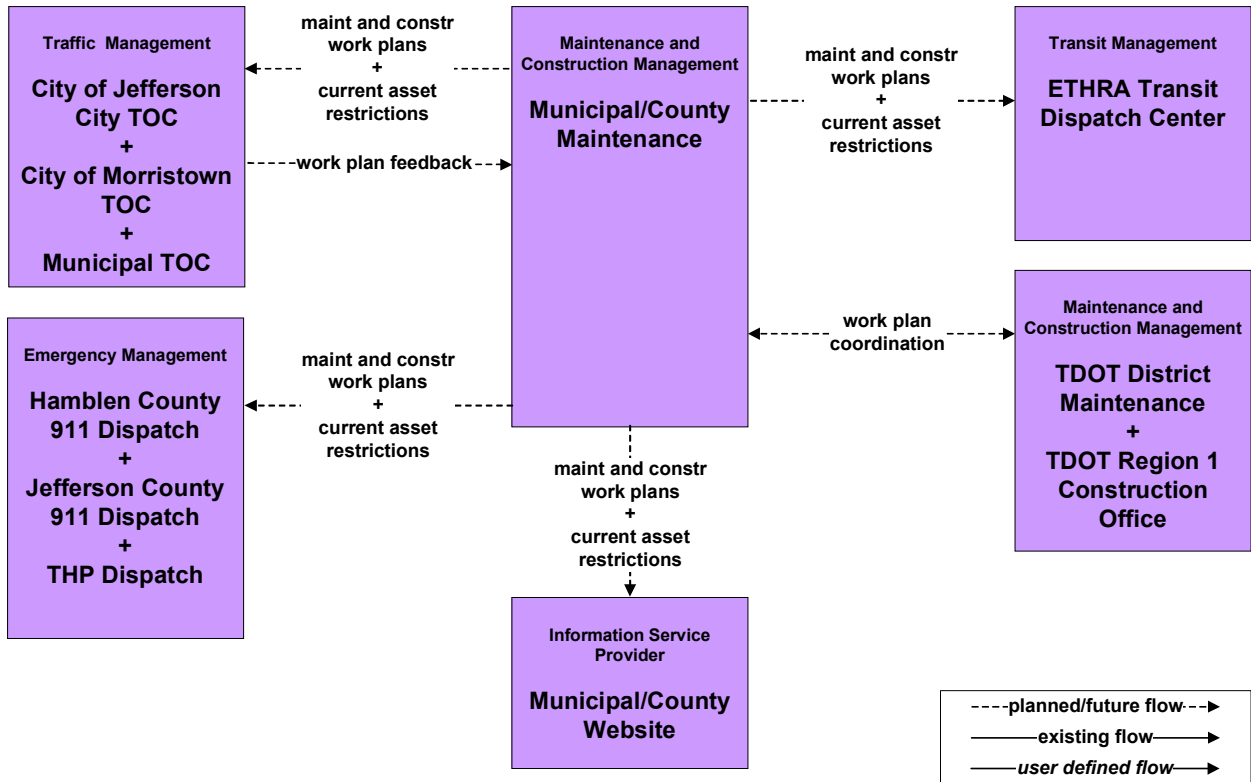 Traffic Management
City of Jefferson
City TOC
+
City of Morristown
TOC
+
Municipal TOC
maint and constr
work plans
+
current asset
restrictions
work plan feedback
Maintenance and
Construction Management
Municipal/County
Maintenance
maint and constr
work plans
+
current asset
restrictions
Transit Management
ETHRA Transit
Dispatch Center
Emergency Management
Hamblen County
911 Dispatch
+
Jefferson County
911 Dispatch
+
THP Dispatch
maint and constr
work plans
+
current asset
restrictions
work plan
coordination
Maintenance and
Construction Management
TDOT District
Maintenance
+
TDOT Region 1
Construction
Office
maint and constr
work plans
+
current asset
restrictions
Information Service
Provider
Municipal/County
Website
planned/future flow
existing flow
user defined flow